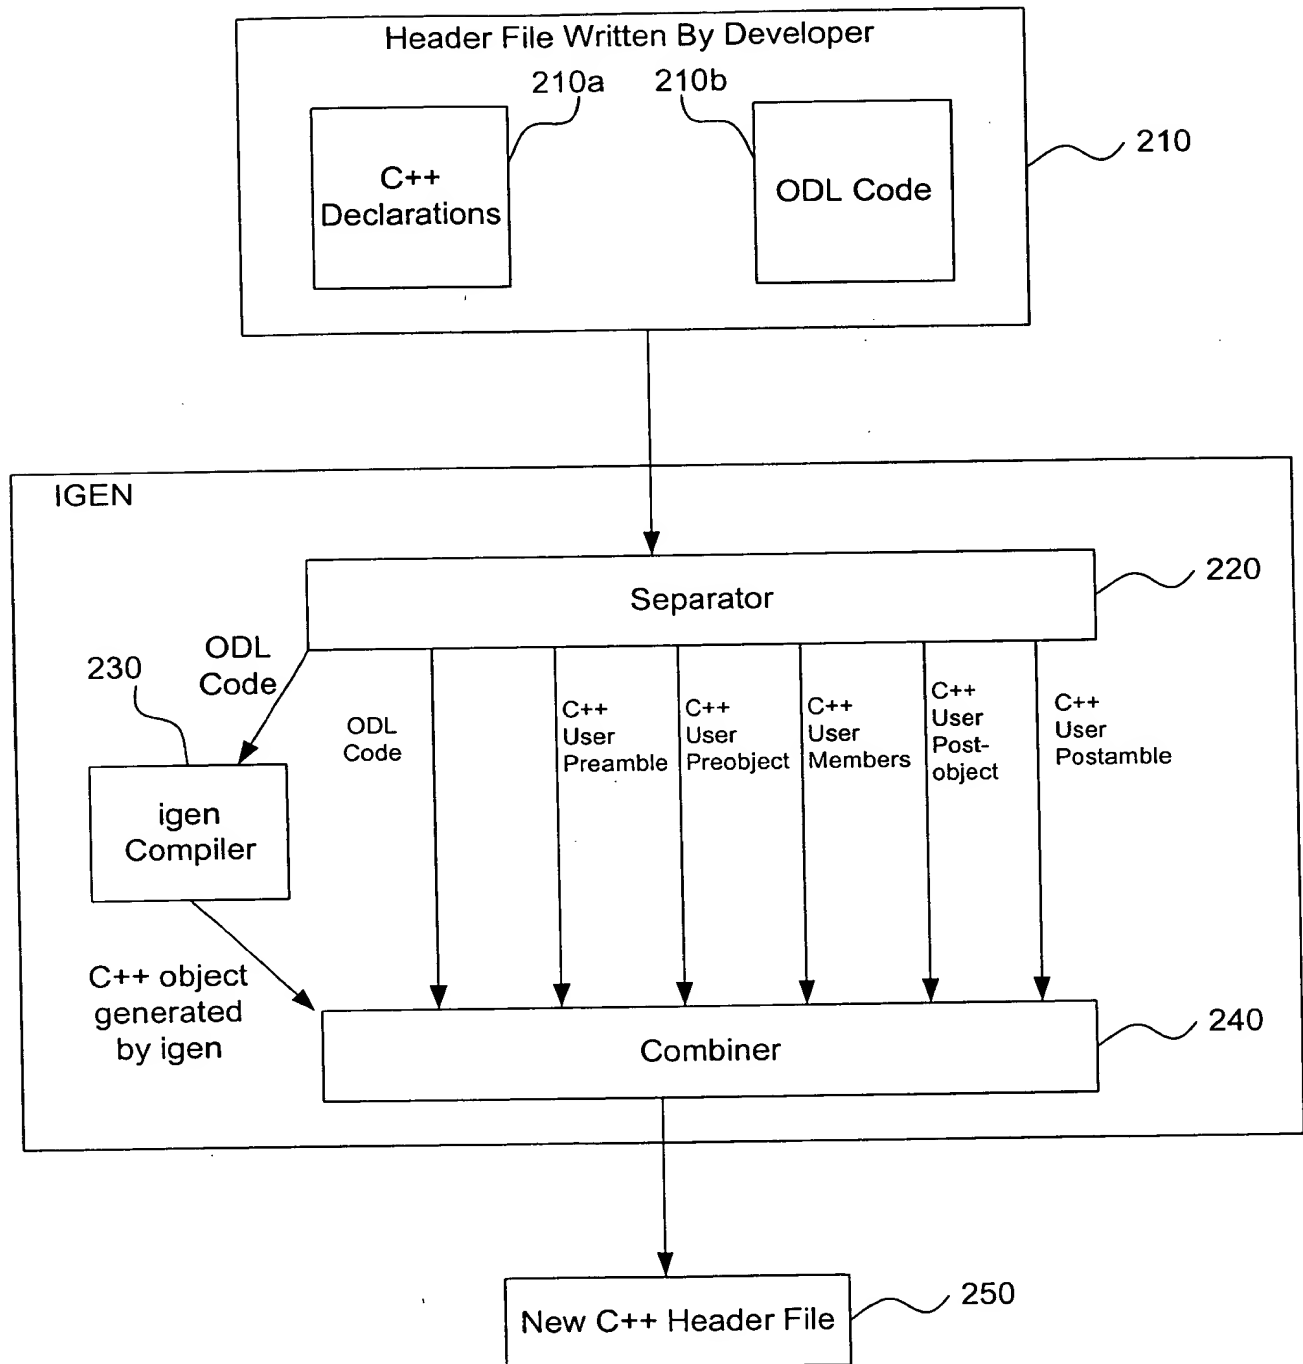 Header File Written By Developer
210a
210b
210
C++
Declarations
ODL Code
IGEN
220
Separator
ODL
Code
230
ODL
Code
C++
User
Preamble
C++
User
Preobject
C++
User
Members
C++
User
Post-
object
C++
User
Postamble
igen
Compiler
C++ object
generated
by igen
240
Combiner
250
New C++ Header File